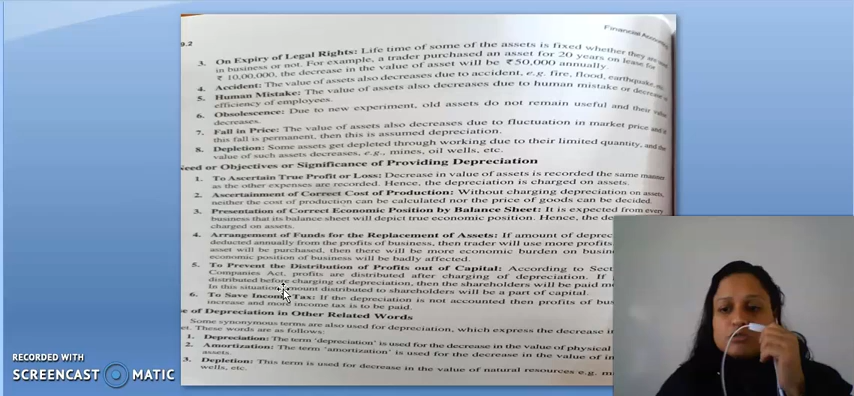 Financial
9.2
3. On Expiry of Legal Rights: Life time of some of the assets is fixed whether they are
in business or not. For example, a trader purchased an asset for 20 years on lease for
₹ 10,00,000, the decrease in the value of asset will be ₹ 50,000 annually.
4. Accident: The value of assets also decreases due to accident, e.g. fire, flood, earthquake, etc.
5. Human Mistake: The value of assets also decreases due to human mistake or decrease in
efficiency of employees.
6. Obsolescence: Due to new experiment, old assets do not remain useful and their value
decreases.
7. Fall in Price: The value of assets also decreases due to fluctuation in market price and if
this fall is permanent, then this is assumed depreciation.
8. Depletion: Some assets get depleted through working due to their limited quantity, and the
value of such assets decreases, e.g., mines, oil wells, etc.
eed or Objectives or Significance of Providing Depreciation
1. To Ascertain True Profit or Loss: Decrease in value of assets is recorded the same manner
as the other expenses are recorded. Hence, the depreciation is charged on assets.
2. Ascertainment of Correct Cost of Production: Without charging depreciation on assets,
neither the cost of production can be calculated nor the price of goods can be decided.
3. Presentation of Correct Economic Position by Balance Sheet: It is expected from every
business that its balance sheet will depict true economic position. Hence, the de
charged on assets.
4. Arrangement of Funds for the Replacement of Assets: If amount of deprec
deducted annually from the profits of business, then trader will use more profits
asset will be purchased, then there will be more economic burden on busin
economic position of business will be badly affected.
5. To Prevent the Distribution of Profits out of Capital: According to Sect
Companies Act, profits are distributed after charging of depreciation. If
distributed before charging of depreciation, then the shareholders will be paid m
In this situation amount distributed to shareholders will be a part of capital.
6. To Save Income Tax: If the depreciation is not accounted then profits of bus
increase and more income tax is to be paid.
e of Depreciation in Other Related Words
Some synonymous terms are also used for depreciation, which express the decrease i
et. These words are as follows:
1. Depreciation: The term 'depreciation' is used for the decrease in the value of physical
2. Amortization: The term 'amortization' is used for the decrease in the value of in
assets.
3. Depletion: This term is used for decrease in the value of natural resources e.g.
wells, etc.
RECORDED WITH
SCREENCAST MATIC